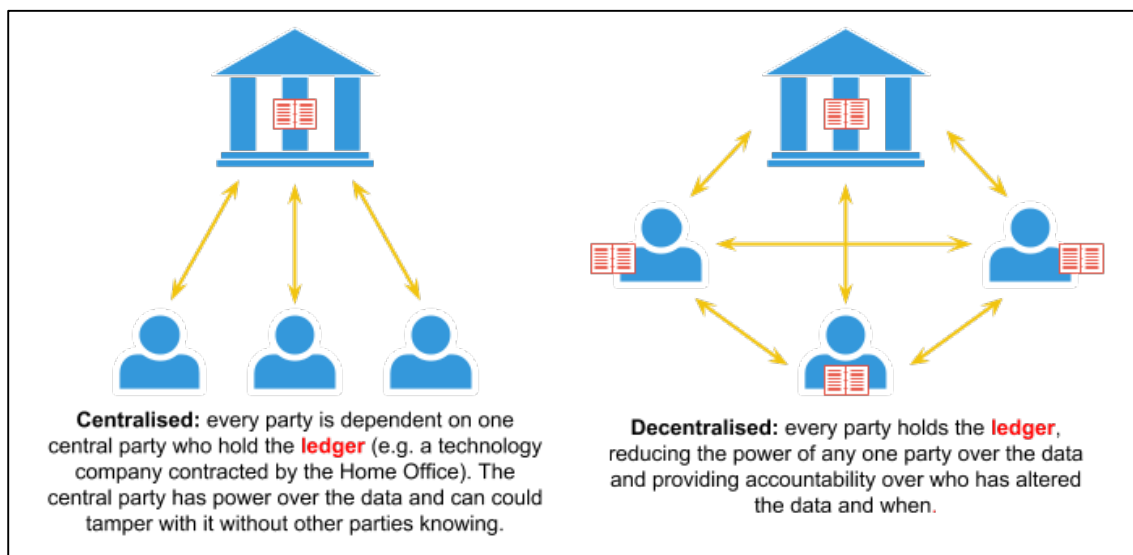 Centralised: every party is dependent on one
central party who hold the ledger (e.g. a technology
company contracted by the Home Office). The
central party has power over the data and can could
tamper with it without other parties knowing.
Decentralised: every party holds the ledger,
reducing the power of any one party over the data
and providing accountability over who has altered
the data and when.